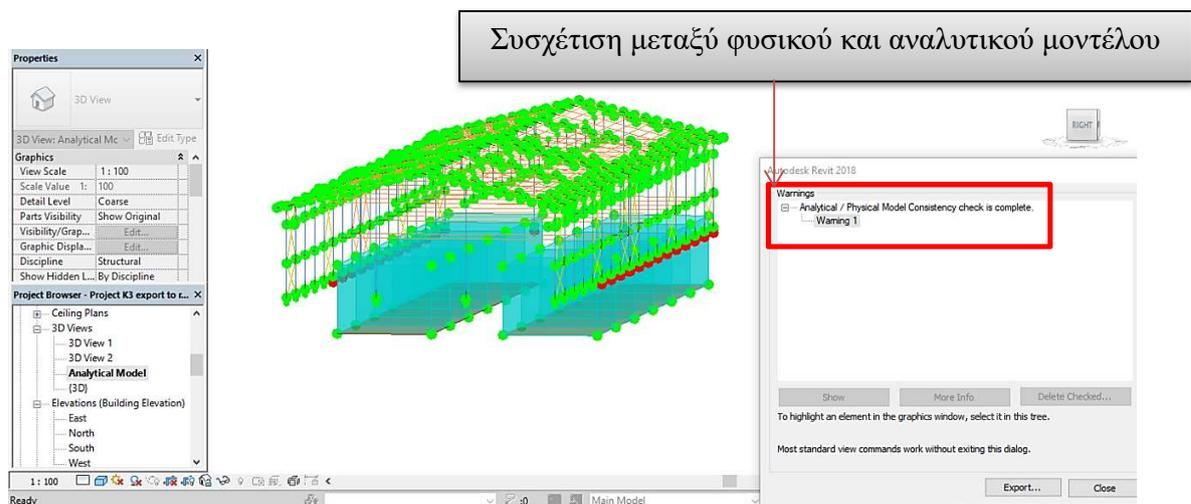 Συσχέτιση μεταξύ φυσικού και αναλυτικού μοντέλου
Properties
3D View
3D View: Analytical Mc
Edit Type
Graphics
View Scale 1 : 100
Scale Value 1: 100
Detail Level Coarse
Parts Visibility Show Original
Visibility/Grap... Edit...
Graphic Displa... Edit...
Discipline Structural
Show Hidden L... By Discipline
Project Browser - Project K3 export to r...
Ceiling Plans
3D Views
3D View 1
3D View 2
Analytical Model
{3D}
Elevations (Building Elevation)
East
North
South
West
1 : 100
Ready
:0
Main Model
RIGHT
Autodesk Revit 2018
Warnings
Analytical / Physical Model Consistency check is complete.
Warning 1
Show More Info Delete Checked...
To highlight an element in the graphics window, select it in this tree.
Most standard view commands work without exiting this dialog.
Export... Close